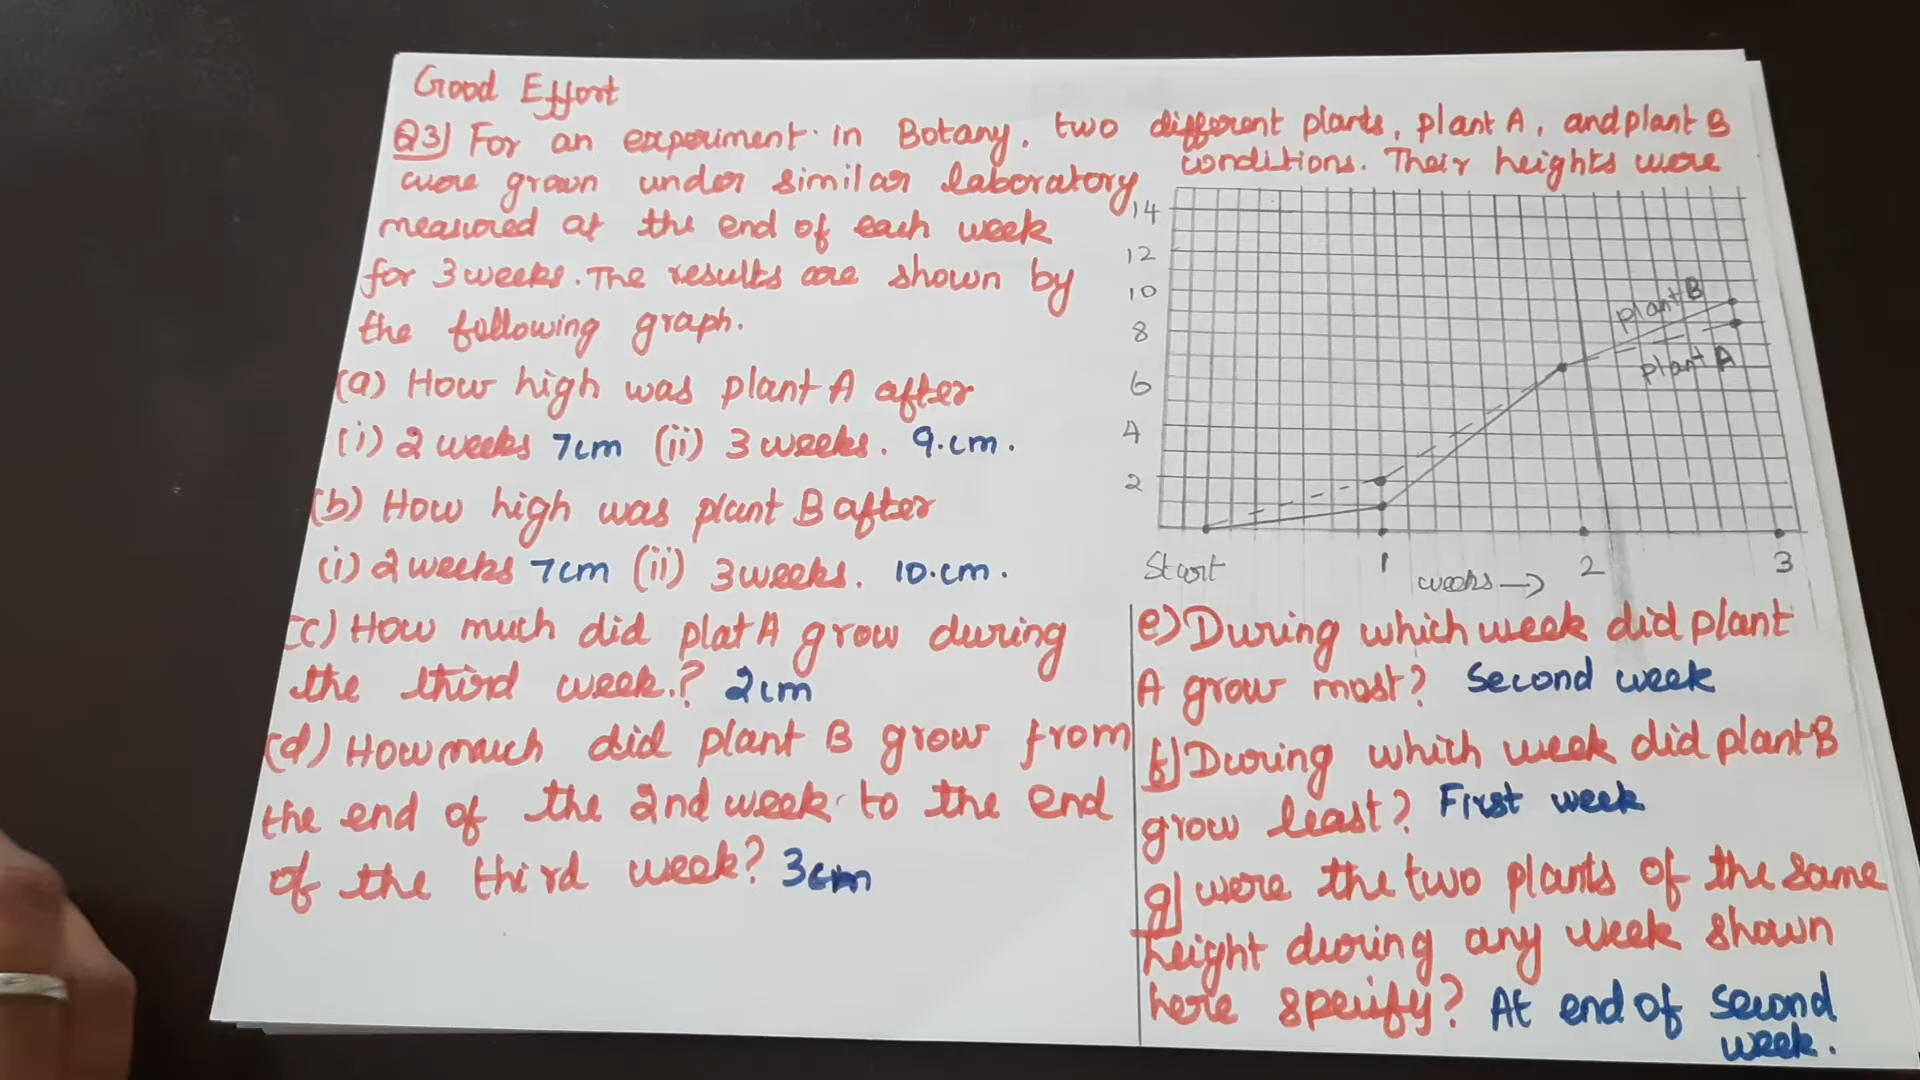 Good Effort
Q3) For an experiment in Botany, two different plants, plant A, and plant B
were grown under similar laboratory conditions. Their heights were
measured at the end of each week
for 3 weeks. The results are shown by
the following graph.
(a) How high was plant A after
(i) 2 weeks 7cm (ii) 3 weeks. 9.cm.
(b) How high was plant B after
(i) 2 weeks 7cm (ii) 3 weeks. 10.cm.
(c) How much did plat A grow during
the third week.? 2cm
(d) How much did plant B grow from
the end of the 2nd week to the end
of the third week? 3cm
14
12
10
8
6
4
2
plant B
plant A
Start 1 weeks → 2 3
e) During which week did plant
A grow most? Second week
f) During which week did plant B
grow least? First week
g) were the two plants of the same
height during any week shown
here specify? At end of second
week.